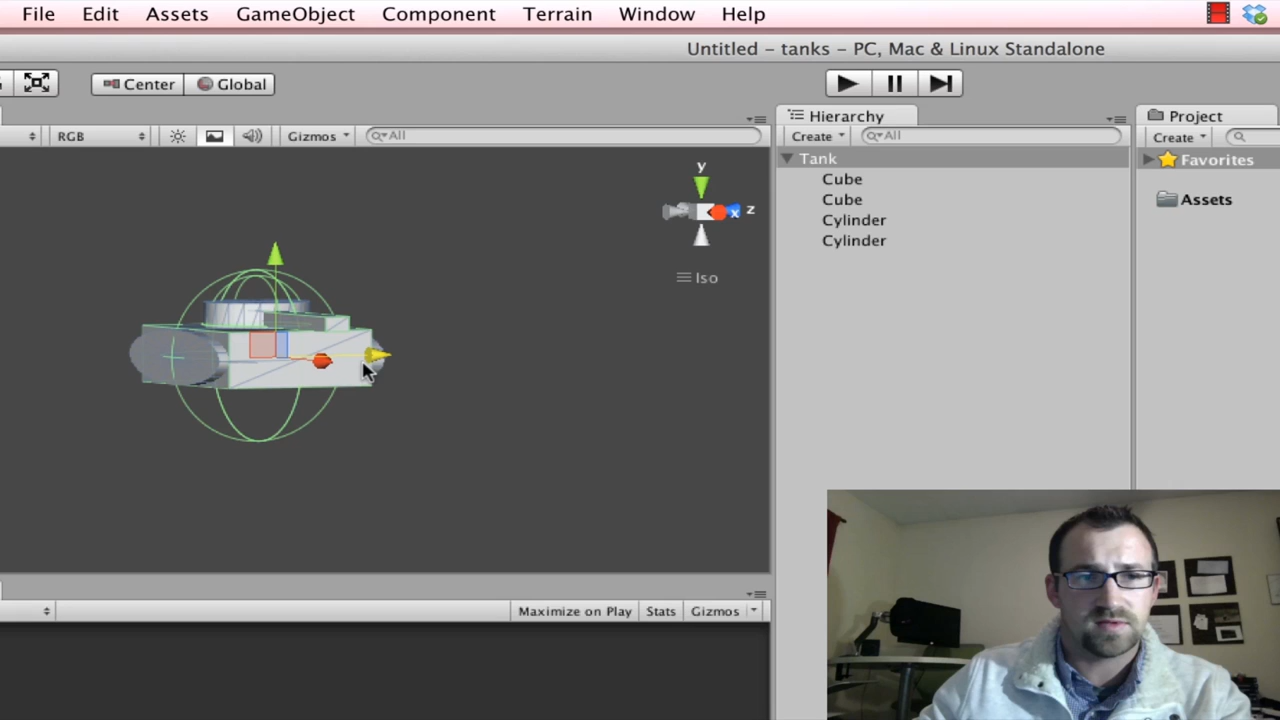 File Edit Assets GameObject Component Terrain Window Help
Untitled - tanks - PC, Mac & Linux Standalone
Center Global
Hierarchy Project
RGB Gizmos All Create All Create
Tank Favorites
Cube
Cube Assets
Cylinder
Cylinder
y
x z
Iso
Maximize on Play Stats Gizmos